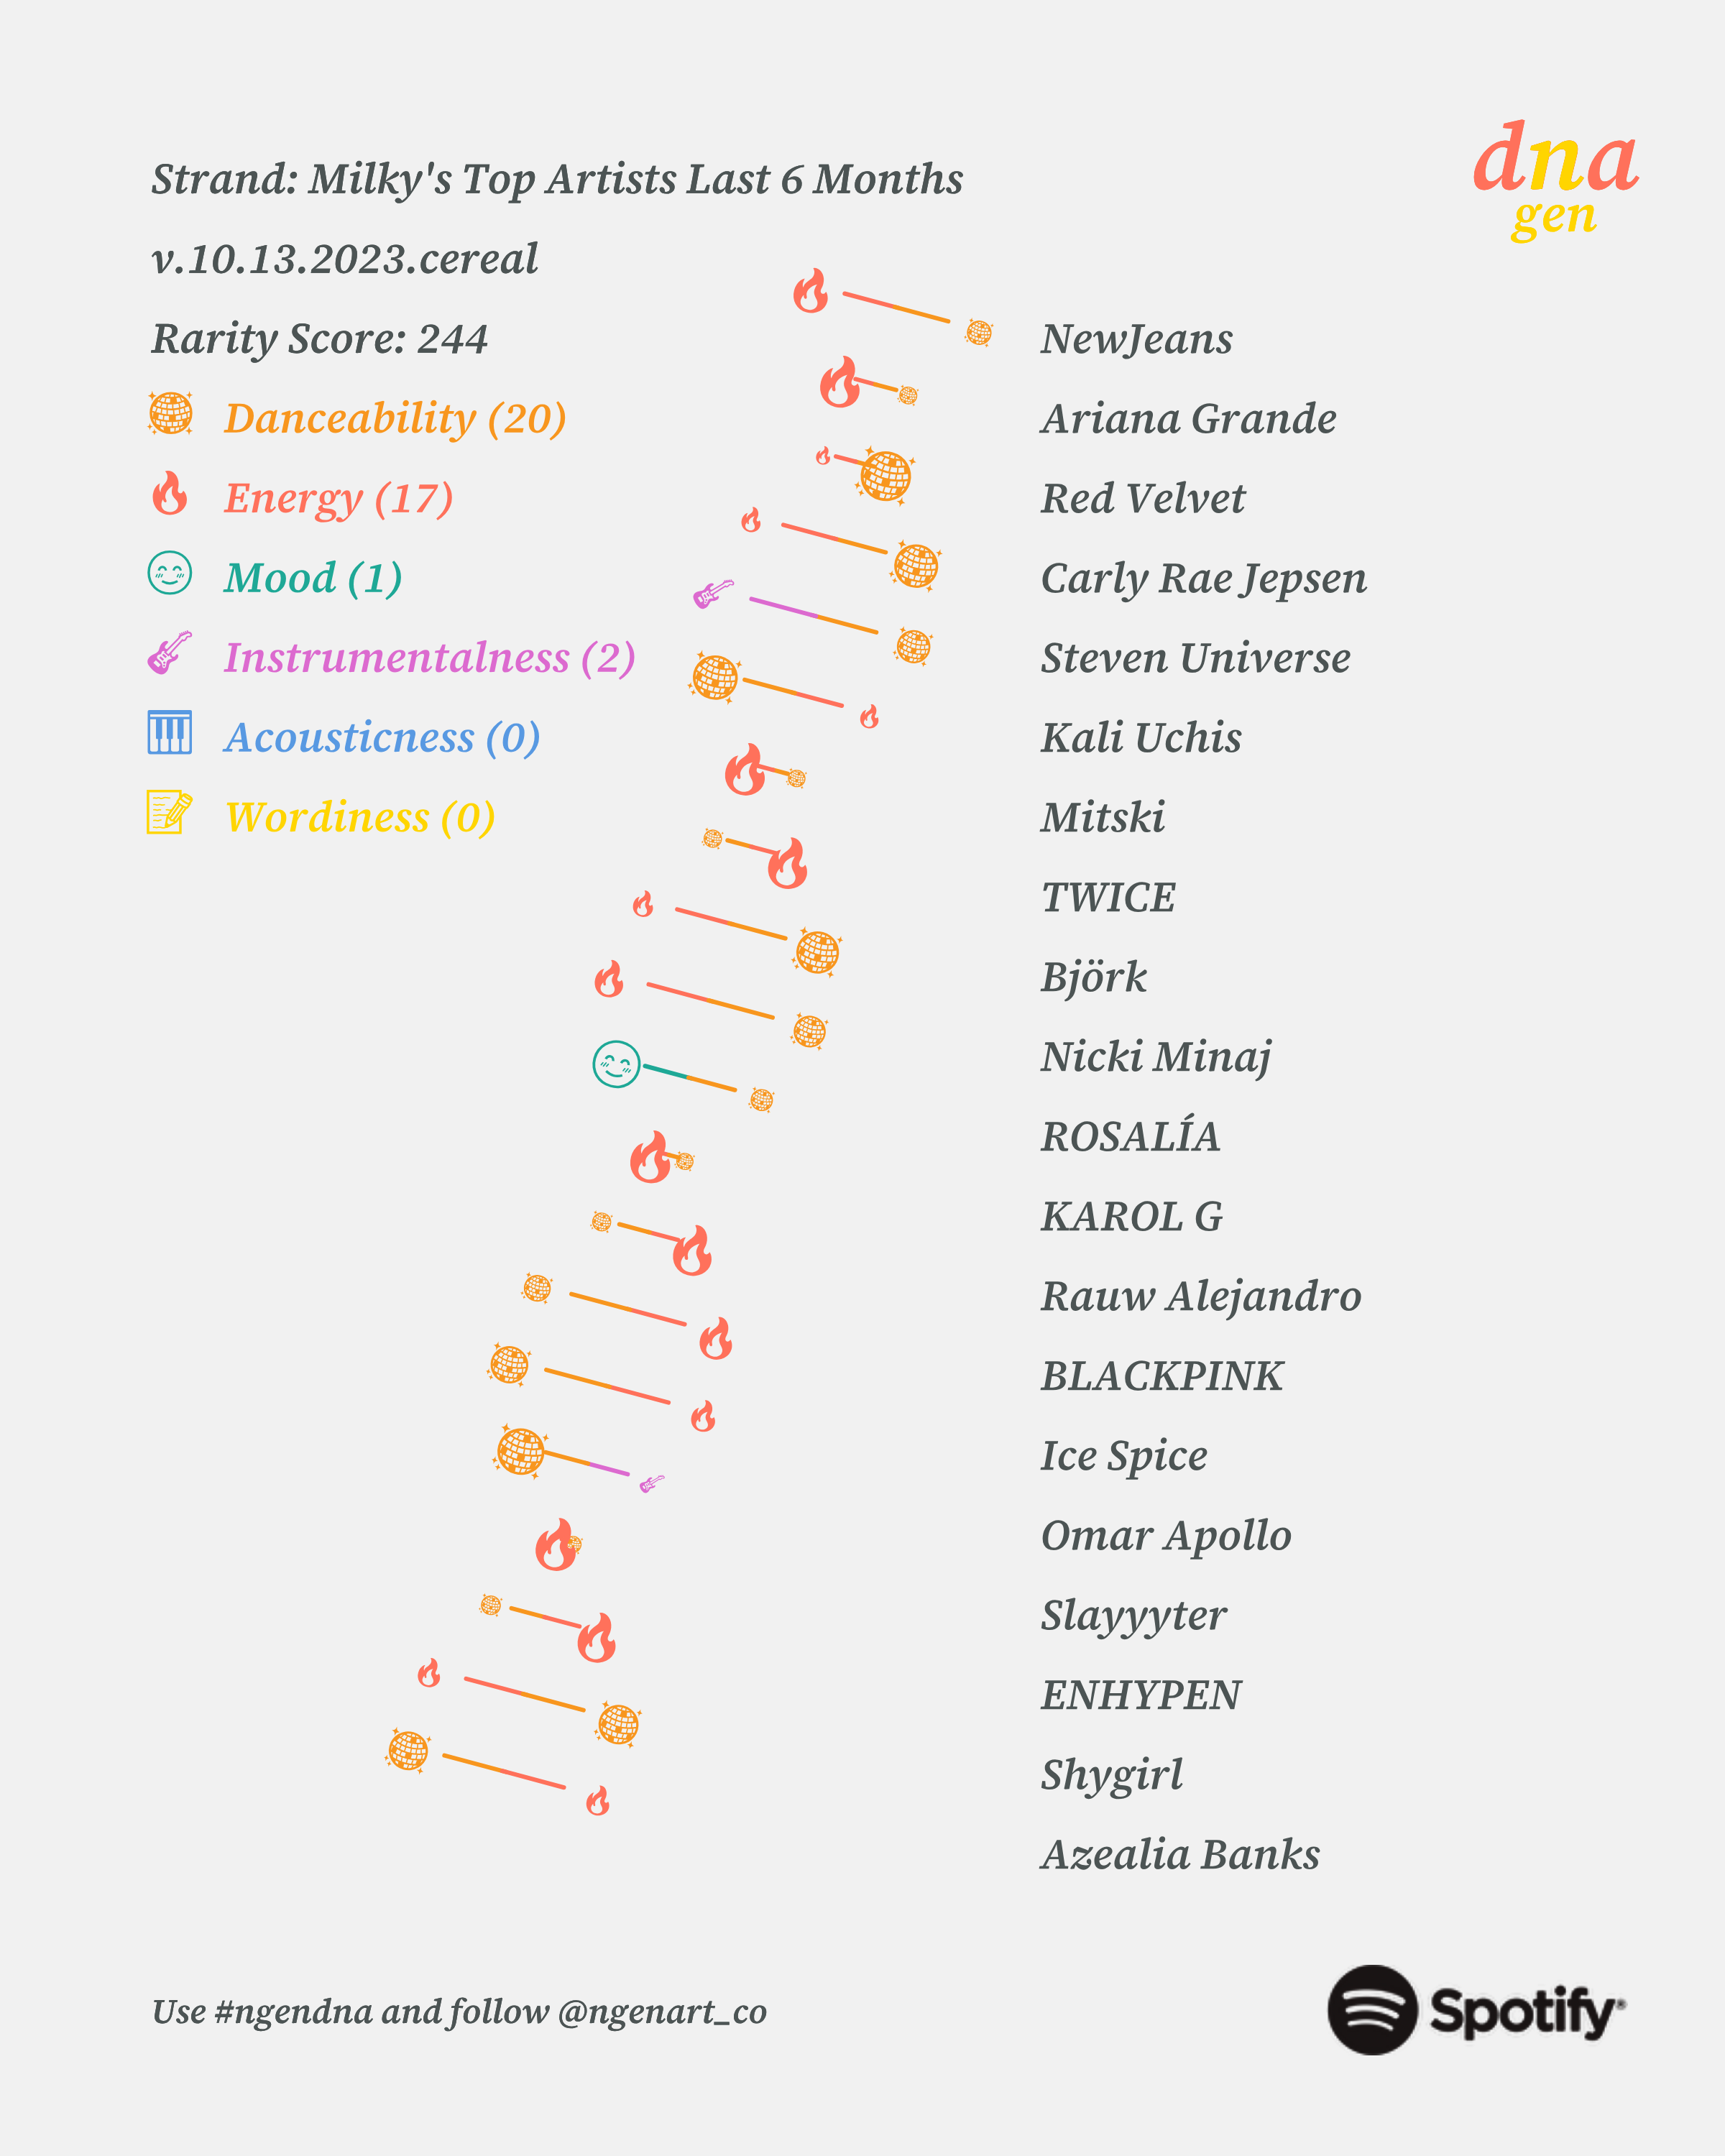 dna
gen
Strand: Milky's Top Artists Last 6 Months
v.10.13.2023.cereal
Rarity Score: 244
Danceability (20)
Energy (17)
Mood (1)
Instrumentalness (2)
Acousticness (0)
Wordiness (0)
NewJeans
Ariana Grande
Red Velvet
Carly Rae Jepsen
Steven Universe
Kali Uchis
Mitski
TWICE
Björk
Nicki Minaj
ROSALÍA
KAROL G
Rauw Alejandro
BLACKPINK
Ice Spice
Omar Apollo
Slayyyter
ENHYPEN
Shygirl
Azealia Banks
Use #ngendna and follow @ngenart_co
Spotify®